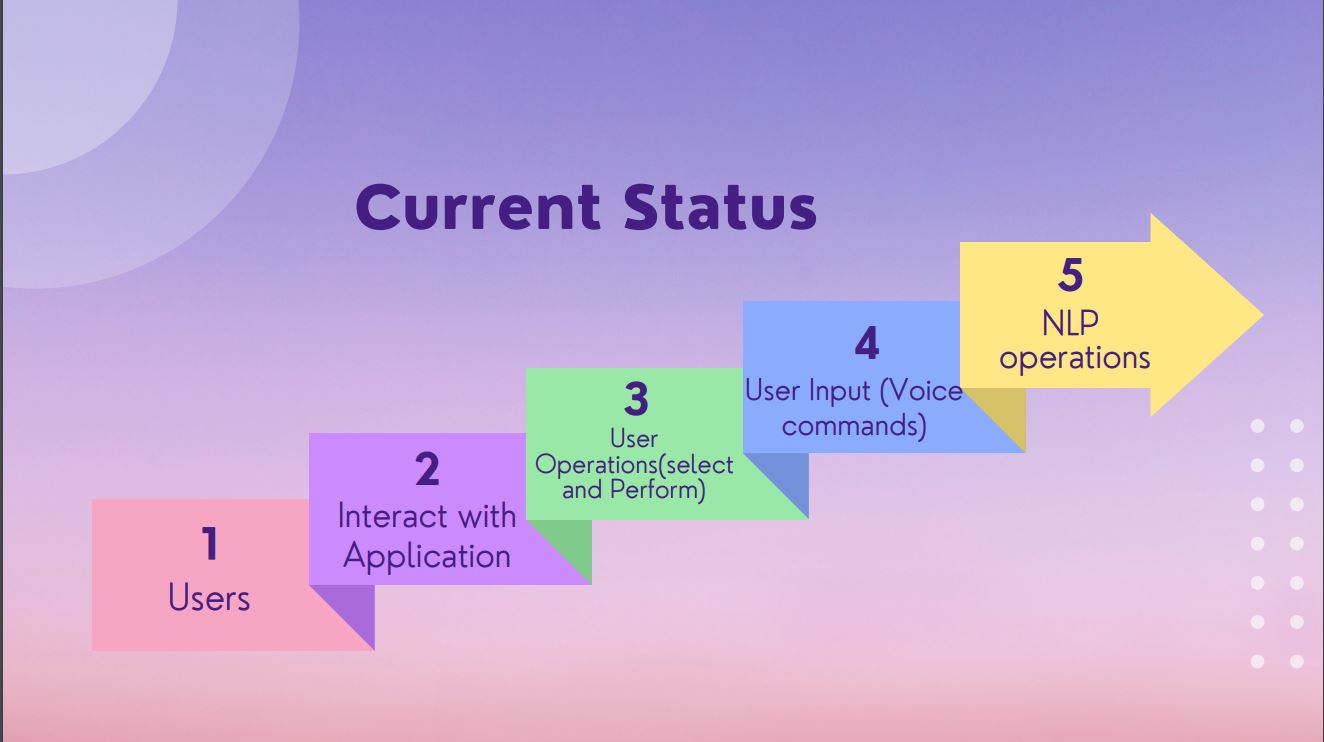 Current Status
1
Users
2
Interact with
Application
3
User
Operations(select
and Perform)
4
User Input (Voice
commands)
5
NLP
operations